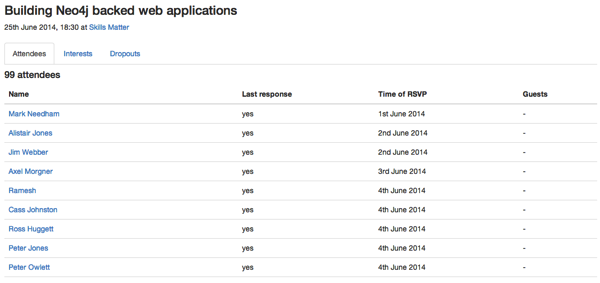 Building Neo4j backed web applications
25th June 2014, 18:30 at Skills Matter
Attendees Interests Dropouts
99 attendees
Name Last response Time of RSVP Guests
Mark Needham yes 1st June 2014 -
Alistair Jones yes 2nd June 2014 -
Jim Webber yes 2nd June 2014 -
Axel Morgner yes 3rd June 2014 -
Ramesh yes 4th June 2014 -
Cass Johnston yes 4th June 2014 -
Ross Huggett yes 4th June 2014 -
Peter Jones yes 4th June 2014 -
Peter Owlett yes 4th June 2014 -